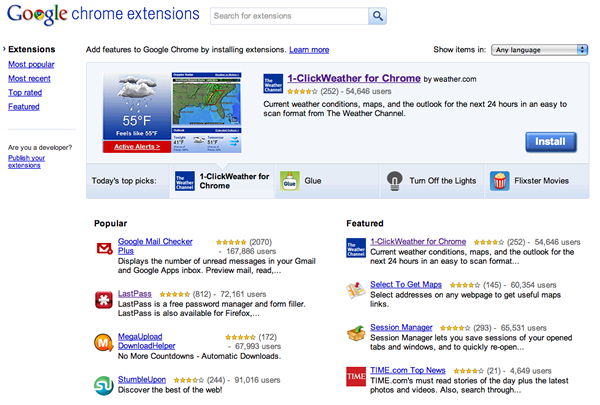 Google chrome extensions
Search for extensions
Extensions
Most popular
Most recent
Top rated
Featured
Are you a developer?
Publish your
extensions
Add features to Google Chrome by installing extensions. Learn more
Show items in: Any language
55°F
Feels like 55°F
Active Alerts >
The
Weather
Channel
1-ClickWeather for Chrome by weather.com
(252) - 54,646 users
Current weather conditions, maps, and the outlook for the next 24 hours in an easy to
scan format from The Weather Channel.
Install
Today's top picks:
The
Weather
Channel
1-ClickWeather for
Chrome
Glue
Glue
Turn Off the Lights
Flixster Movies
Popular
Google Mail Checker
Plus
(2070)
- 167,886 users
Displays the number of unread messages in your Gmail
and Google Apps inbox. Preview mail, read,...
LastPass (812) - 72,161 users
LastPass is a free password manager and form filler.
LastPass is also available for Firefox,...
MegaUpload
DownloadHelper
(172)
- 67,993 users
No More Countdowns - Automatic Downloads.
StumbleUpon (244) - 91,016 users
Discover the best of the web!
Featured
The
Weather
Channel
1-ClickWeather for Chrome (252) - 54,646 users
Current weather conditions, maps, and the outlook for the
next 24 hours in an easy to scan format...
Select To Get Maps (145) - 60,354 users
Select addresses on any webpage to get useful maps
links.
Session Manager (293) - 65,531 users
Session Manager lets you save sessions of your opened
tabs and windows, and to quickly re-open...
TIME
TIME.com Top News (21) - 4,649 users
TIME.com's must read stories of the day plus the latest
photos and videos. Also, search through...